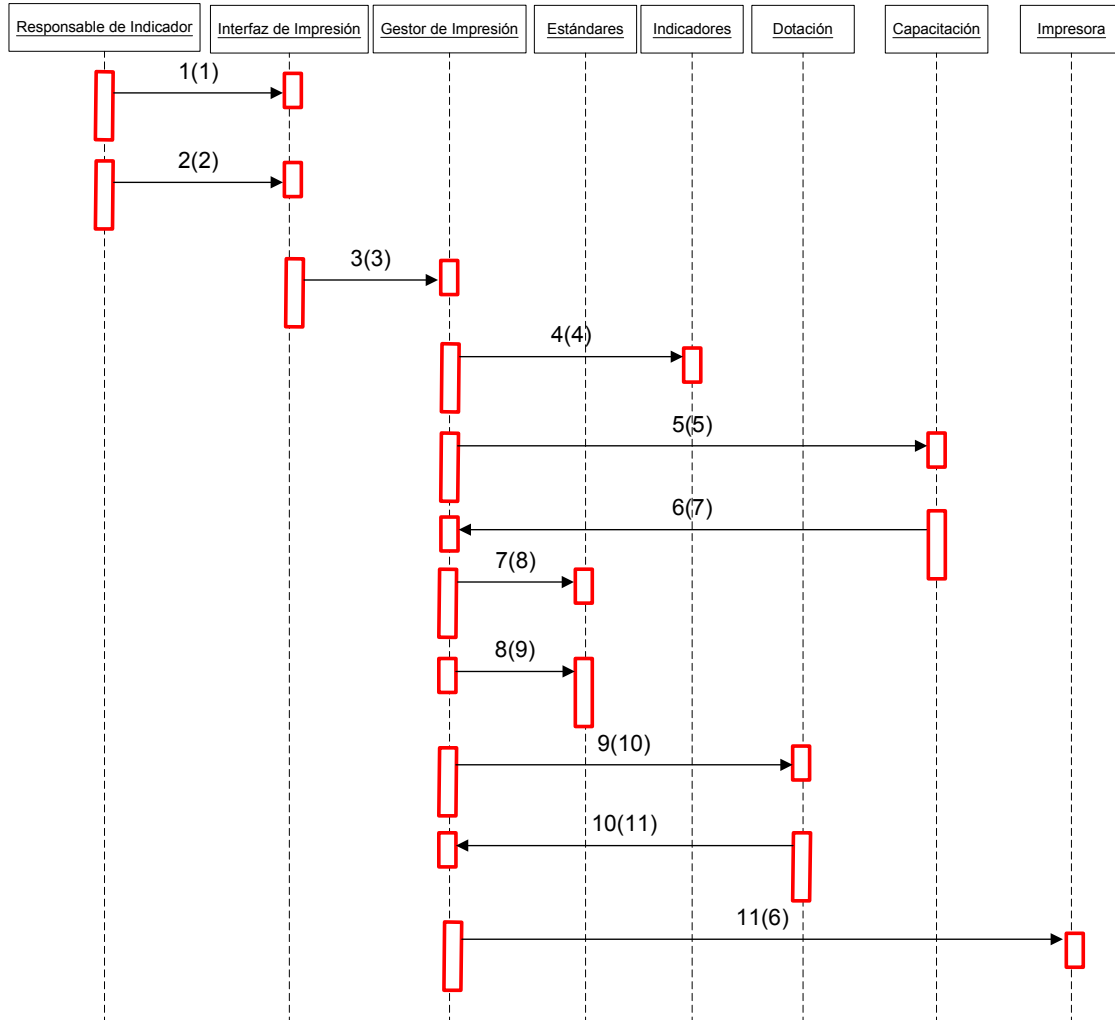 Responsable de Indicador
Interfaz de Impresión
Gestor de Impresión
Estándares
Indicadores
Dotación
Capacitación
Impresora
1(1)
2(2)
3(3)
4(4)
5(5)
6(7)
7(8)
8(9)
9(10)
10(11)
11(6)